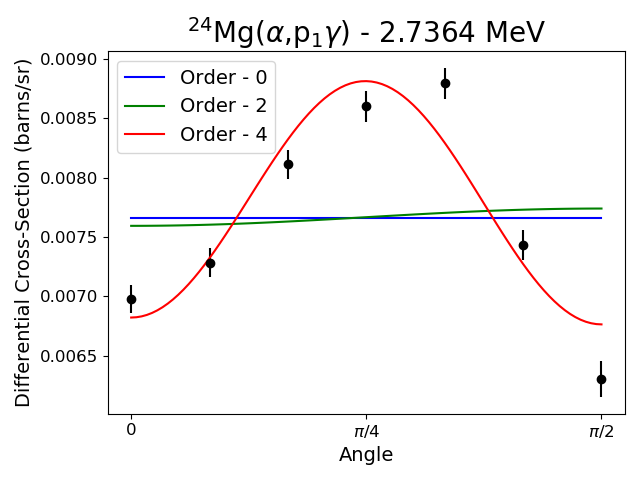 ²⁴Mg(α,p₁γ) - 2.7364 MeV
Differential Cross-Section (barns/sr)
0.0090
0.0085
0.0080
0.0075
0.0070
0.0065
Order - 0
Order - 2
Order - 4
0
π/4
π/2
Angle